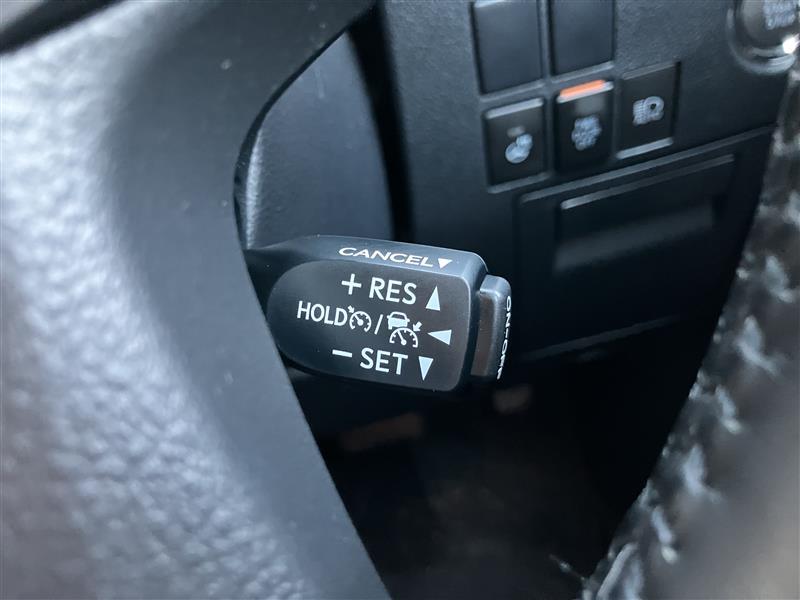 CANCEL▼
+ RES ▲
HOLD / ◀
− SET ▼
ON-OFF